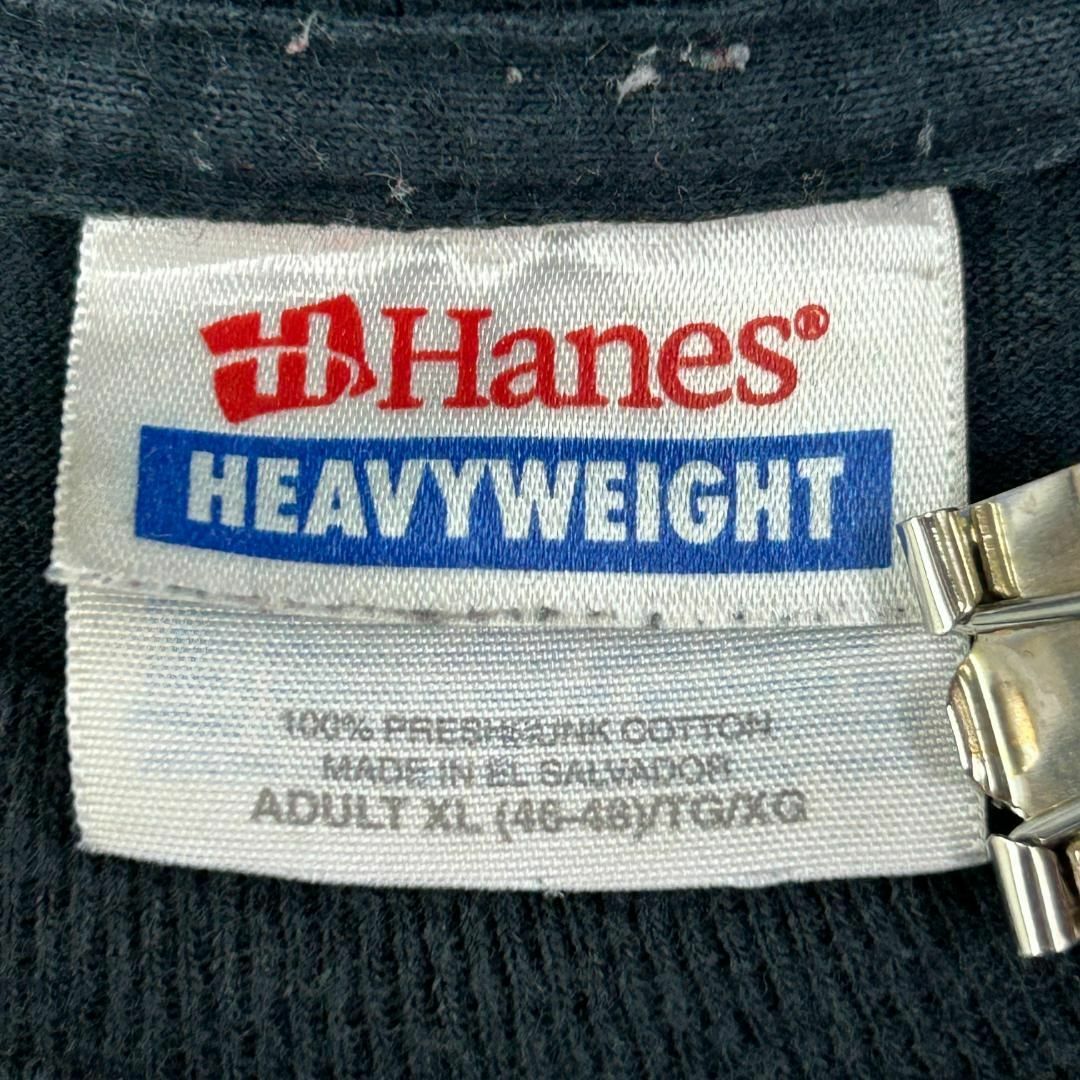 H Hanes®
HEAVYWEIGHT
100% PRESHRUNK COTTON
MADE IN EL SALVADOR
ADULT XL (46-48)/TG/XG